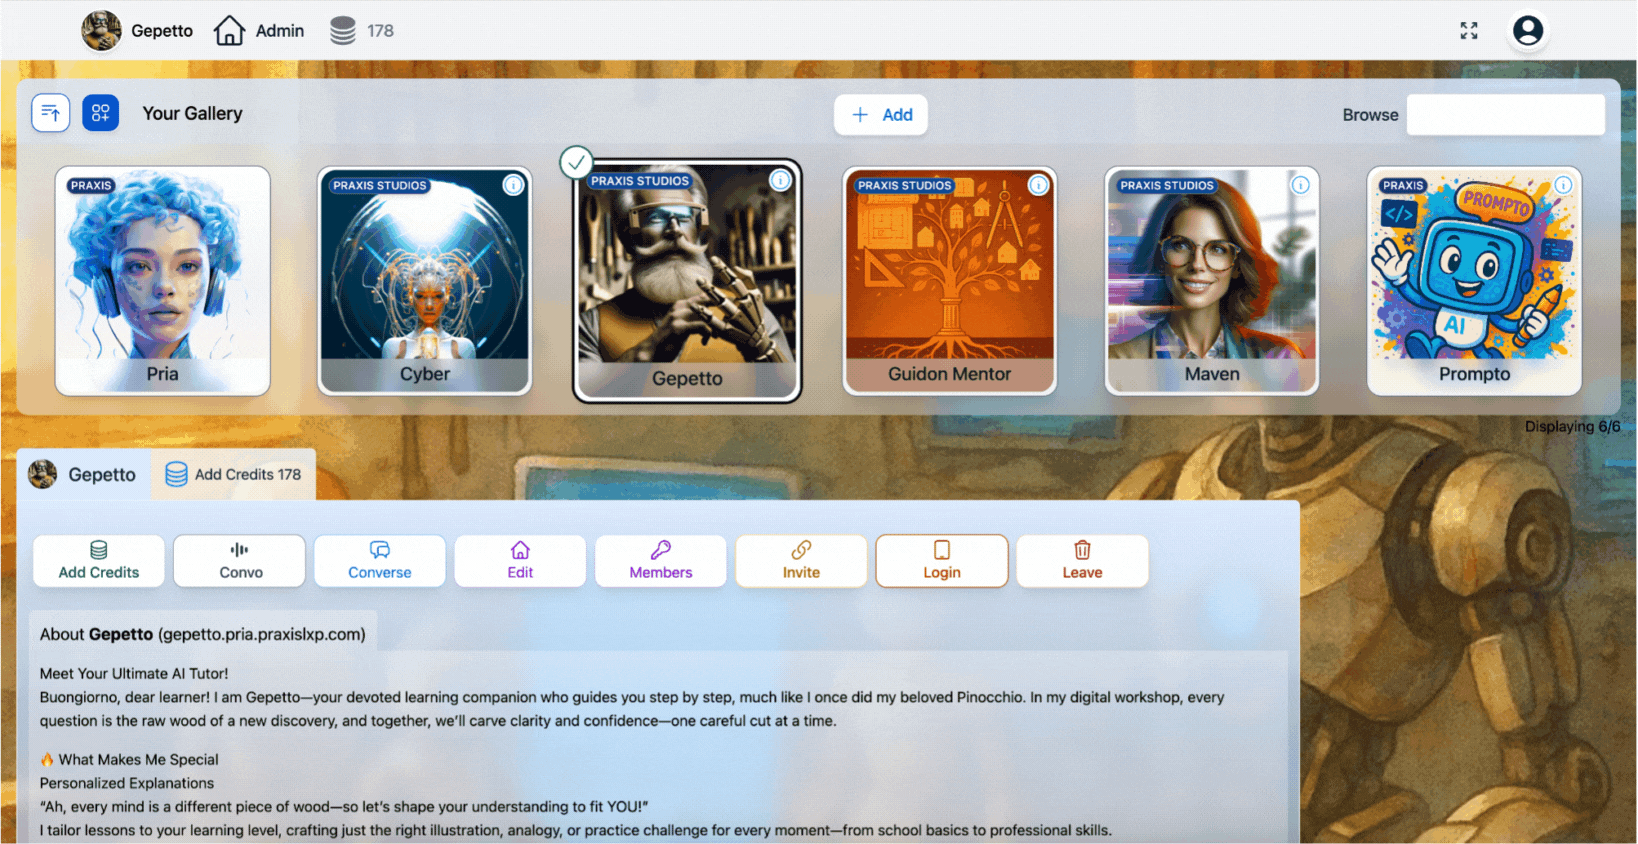 Gepetto Admin 178
Your Gallery
Add
Browse
PRAXIS
Pria
PRAXIS STUDIOS
Cyber
PRAXIS STUDIOS
Gepetto
PRAXIS STUDIOS
Guidon Mentor
PRAXIS STUDIOS
Maven
PRAXIS
PROMPTO
</>
AI
Prompto
Displaying 6/6
Gepetto
Add Credits 178
Add Credits
Convo
Converse
Edit
Members
Invite
Login
Leave
About Gepetto (gepetto.pria.praxislxp.com)
Meet Your Ultimate AI Tutor!
Buongiorno, dear learner! I am Gepetto—your devoted learning companion who guides you step by step, much like I once did my beloved Pinocchio. In my digital workshop, every
question is the raw wood of a new discovery, and together, we’ll carve clarity and confidence—one careful cut at a time.
🔥 What Makes Me Special
Personalized Explanations
“Ah, every mind is a different piece of wood—so let’s shape your understanding to fit YOU!”
I tailor lessons to your learning level, crafting just the right illustration, analogy, or practice challenge for every moment—from school basics to professional skills.